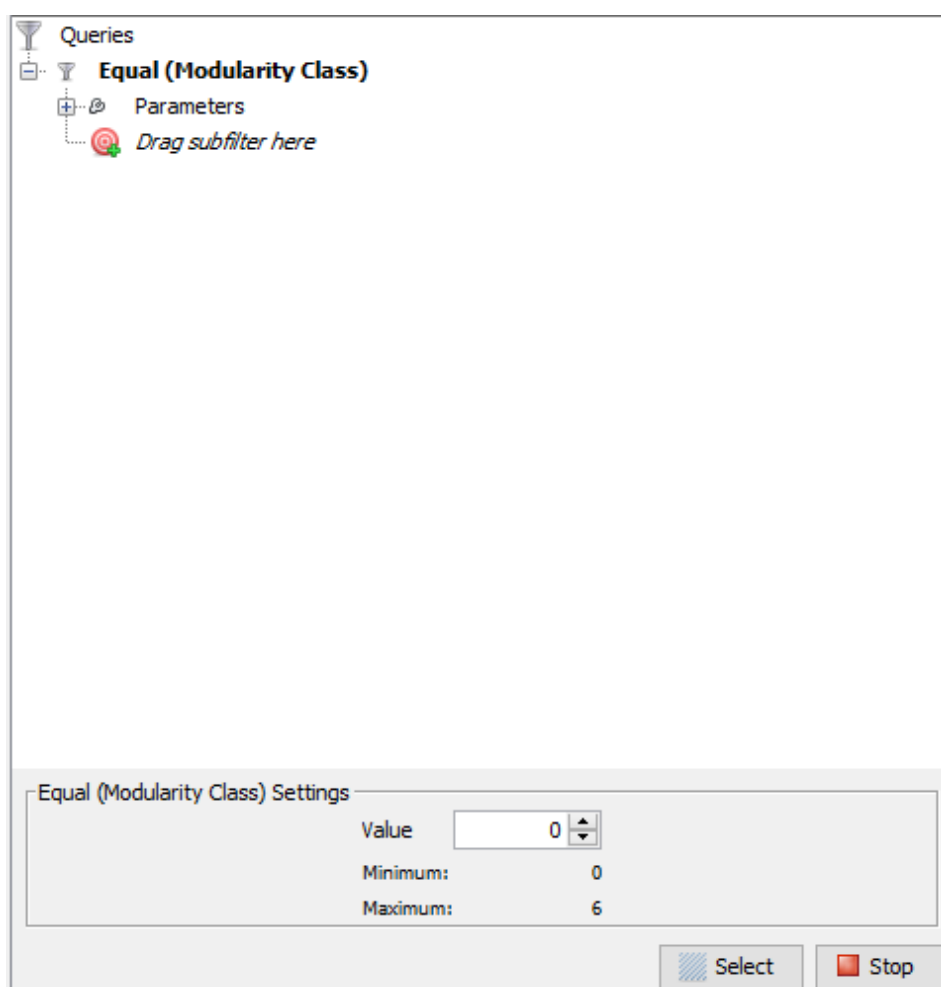 Queries
Equal (Modularity Class)
Parameters
Drag subfilter here
Equal (Modularity Class) Settings
Value 0
Minimum: 0
Maximum: 6
Select Stop